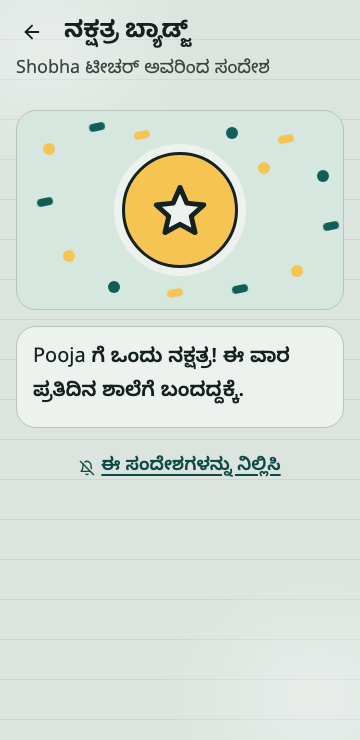 ನಕ್ಷತ್ರ ಬ್ಯಾಡ್ಜ್
Shobha ಟೀಚರ್ ಅವರಿಂದ ಸಂದೇಶ
Pooja ಗೆ ಒಂದು ನಕ್ಷತ್ರ! ಈ ವಾರ
ಪ್ರತಿದಿನ ಶಾಲೆಗೆ ಬಂದದ್ದಕ್ಕೆ.
ಈ ಸಂದೇಶಗಳನ್ನು ನಿಲ್ಲಿಸಿ